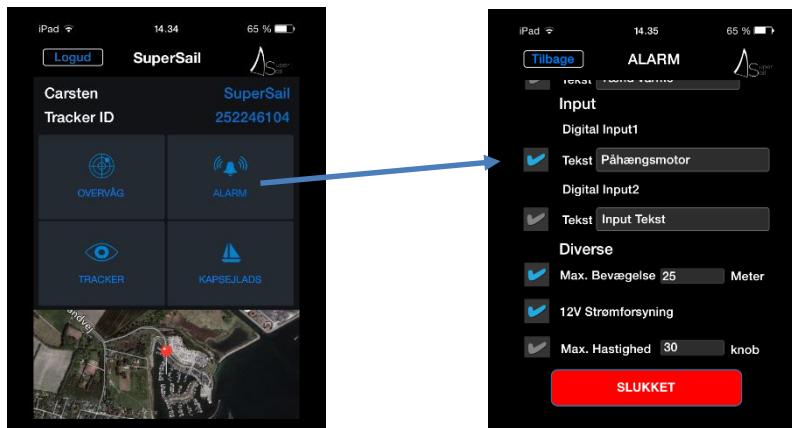 iPad 14.34 65 %
Logud SuperSail Super Sail
Carsten SuperSail
Tracker ID 252246104
OVERVÅG ALARM
TRACKER KAPSEJLADS
iPad 14.35 65 %
Tilbage ALARM Super Sail
Tekst Tænd Varme
Input
Digital Input1
Tekst Påhængsmotor
Digital Input2
Tekst Input Tekst
Diverse
Max. Bevægelse 25 Meter
12V Strømforsyning
Max. Hastighed 30 knob
SLUKKET